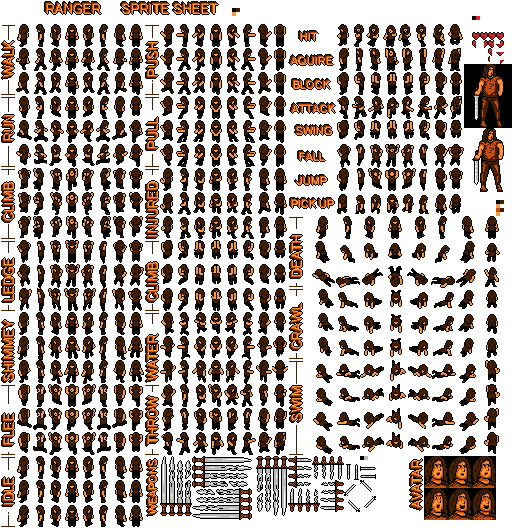 RANGER SPRITE SHEET
WALK
RUN
CLIMB
LEDGE
SHIMMEY
FLEE
IDLE
PUSH
PULL
INJURED
CLIMB
WATER
THROW
WEAPONS
HIT
AQUIRE
BLOCK
ATTACK
SWING
FALL
JUMP
PICK UP
DEATH
CRAWL
SWIM
AVATAR